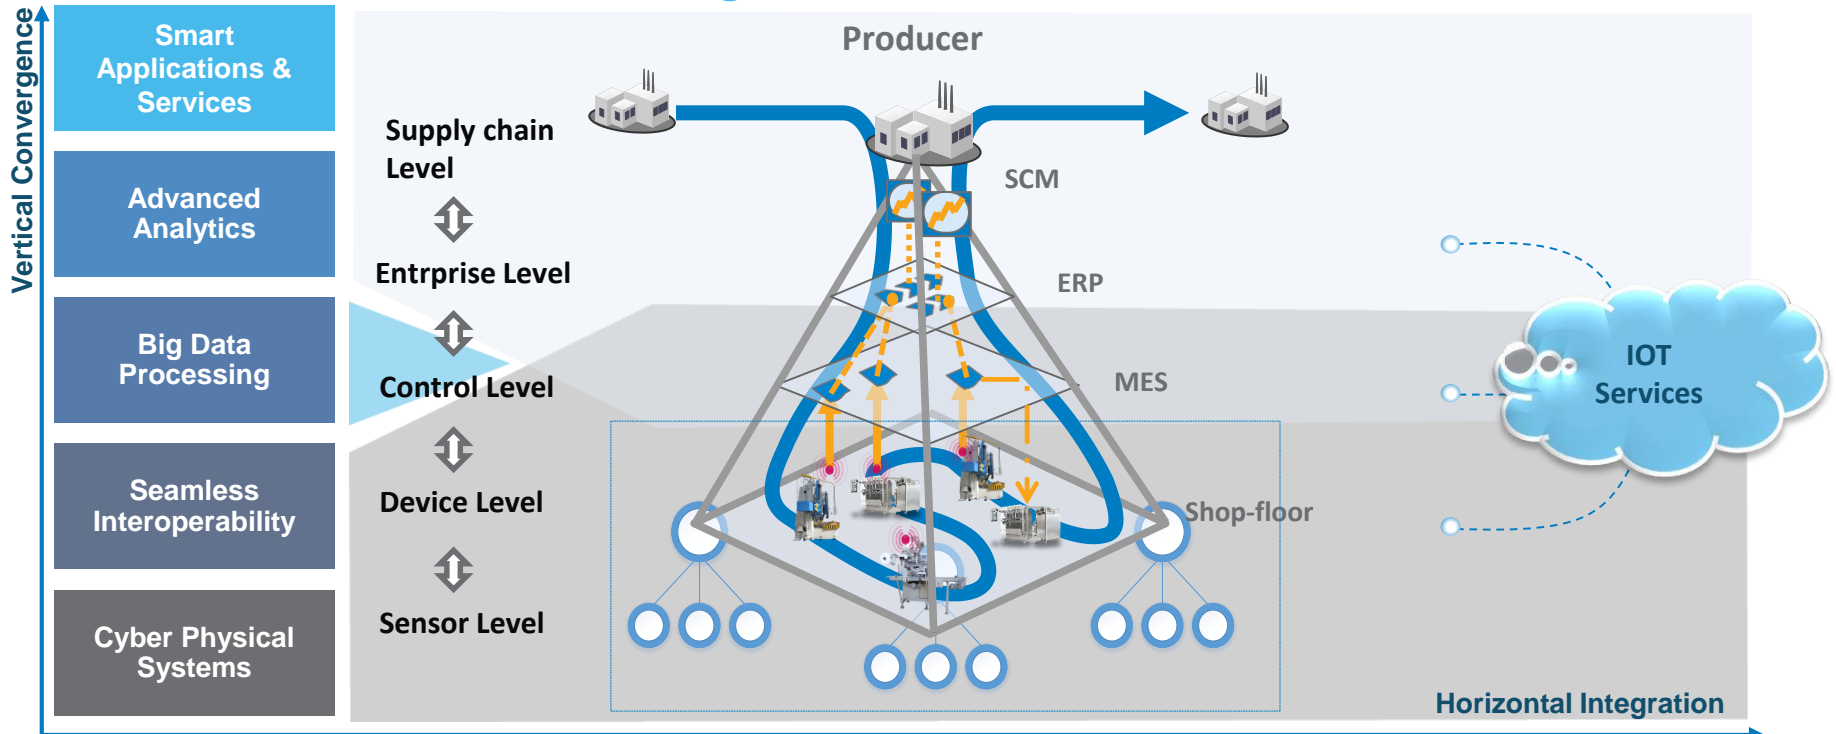 Vertical Convergence
Smart
Applications &
Services
Advanced
Analytics
Big Data
Processing
Seamless
Interoperability
Cyber Physical
Systems
Supply chain
Level
Entrprise Level
Control Level
Device Level
Sensor Level
Producer
SCM
ERP
MES
Shop-floor
IOT
Services
Horizontal Integration